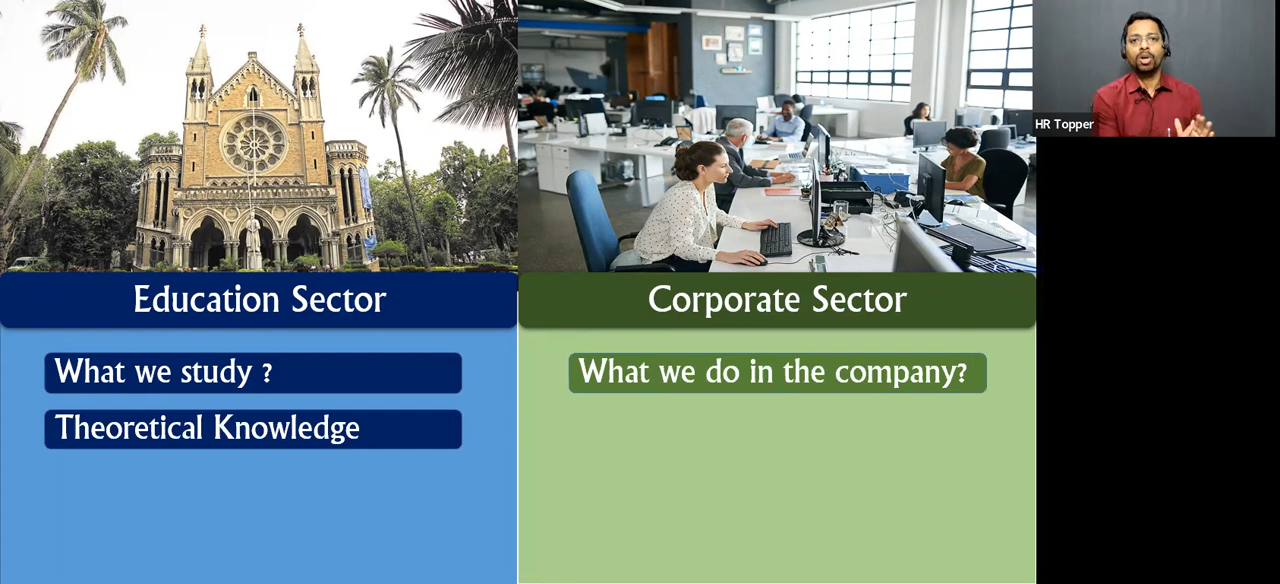 HR Topper
Education Sector
Corporate Sector
What we study ?
What we do in the company?
Theoretical Knowledge